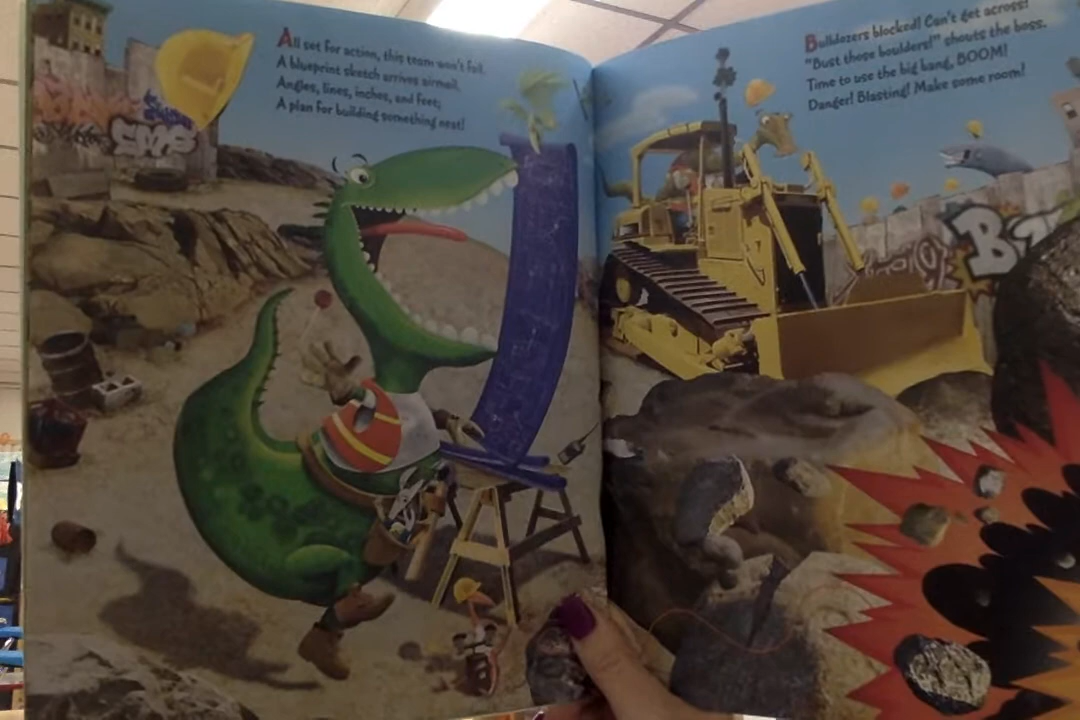 All set for action, this team won't fail.
A blueprint sketch arrives airmail.
Angles, lines, inches, and feet;
A plan for building something neat!
Bulldozers blocked! Can't get across!
"Bust those boulders!" shouts the boss.
Time to use the big bang, BOOM!
Danger! Blasting! Make some room!